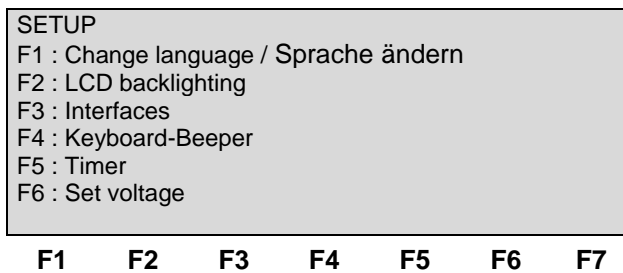 SETUP
F1 : Change language / Sprache ändern
F2 : LCD backlighting
F3 : Interfaces
F4 : Keyboard-Beeper
F5 : Timer
F6 : Set voltage
F1 F2 F3 F4 F5 F6 F7